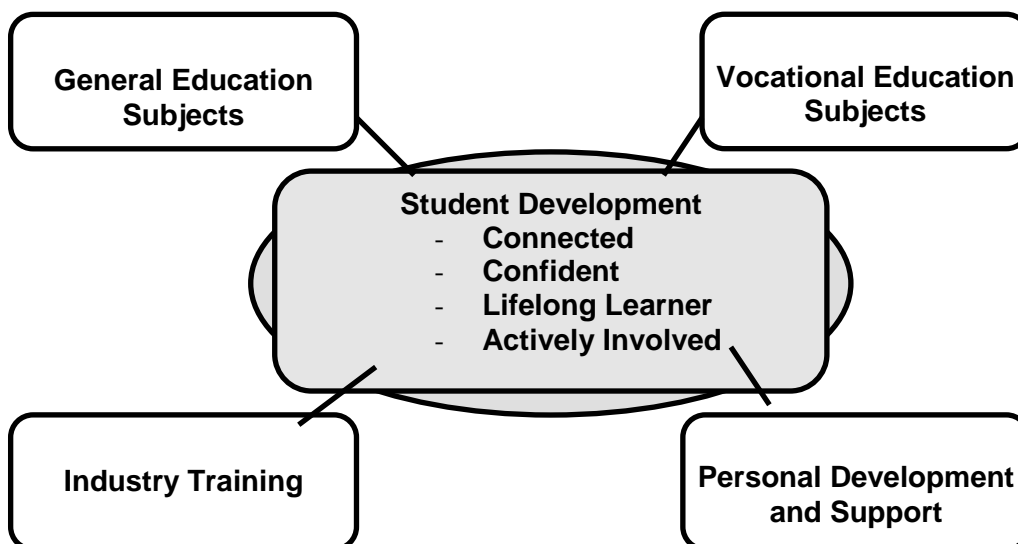 General Education
Subjects
Vocational Education
Subjects
Student Development
- Connected
- Confident
- Lifelong Learner
- Actively Involved
Industry Training
Personal Development
and Support